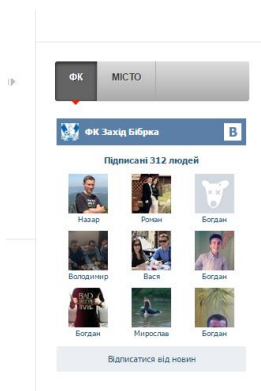 ФК МІСТО
ФК Захід Бібрка B
Підписані 312 людей
Назар Роман Богдан
Володимир Вася Богдан
BAD
Богдан Мирослав Богдан
Відписатися від новин